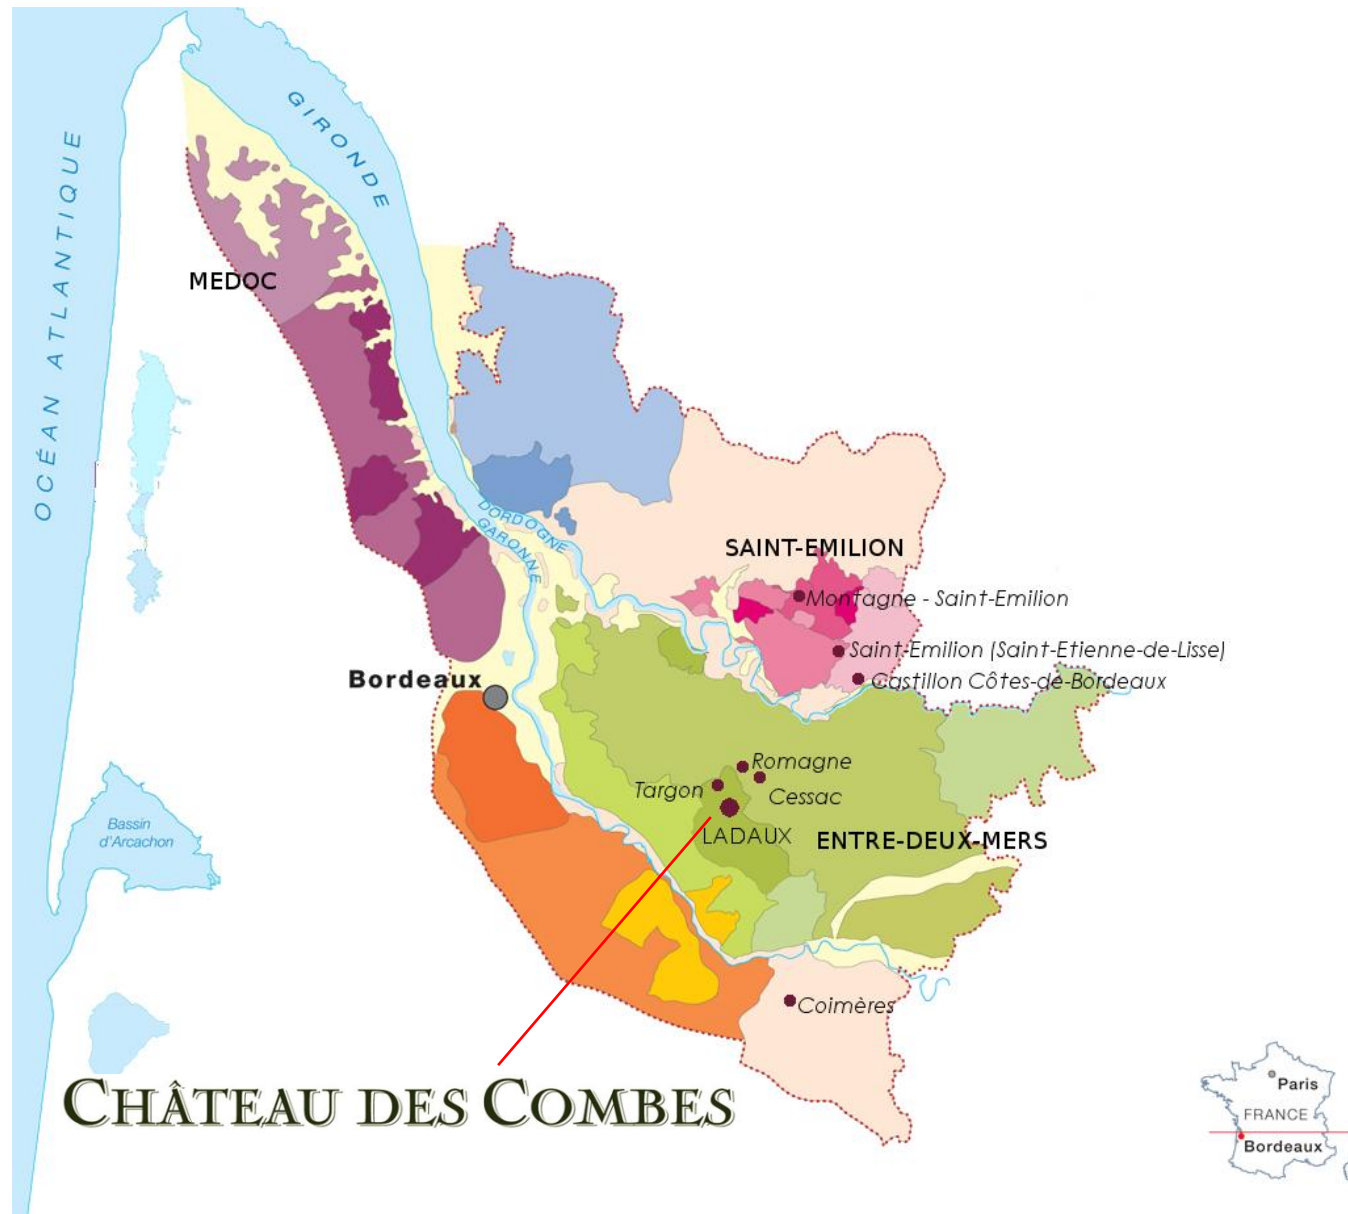 GIRONDE
OCÉAN ATLANTIQUE
MEDOC
DORDOGNE
GARONNE
SAINT-EMILION
Montagne - Saint-Emilion
Saint-Emilion (Saint-Etienne-de-Lisse)
Castillon Côtes-de-Bordeaux
Bordeaux
Romagne
Targon
Cessac
LADAUX
ENTRE-DEUX-MERS
Bassin
d'Arcachon
Coimères
CHÂTEAU DES COMBES
Paris
FRANCE
Bordeaux